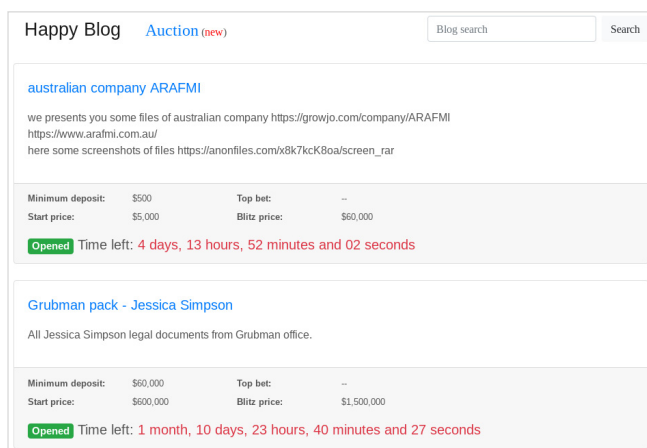 Happy Blog Auction (new) Blog search Search
australian company ARAFMI
we presents you some files of australian company https://growjo.com/company/ARAFMI
https://www.arafmi.com.au/
here some screenshots of files https://anonfiles.com/x8k7kcK8oa/screen_rar
Minimum deposit: $500 Top bet: --
Start price: $5,000 Blitz price: $60,000
Opened Time left: 4 days, 13 hours, 52 minutes and 02 seconds
Grubman pack - Jessica Simpson
All Jessica Simpson legal documents from Grubman office.
Minimum deposit: $60,000 Top bet: --
Start price: $600,000 Blitz price: $1,500,000
Opened Time left: 1 month, 10 days, 23 hours, 40 minutes and 27 seconds